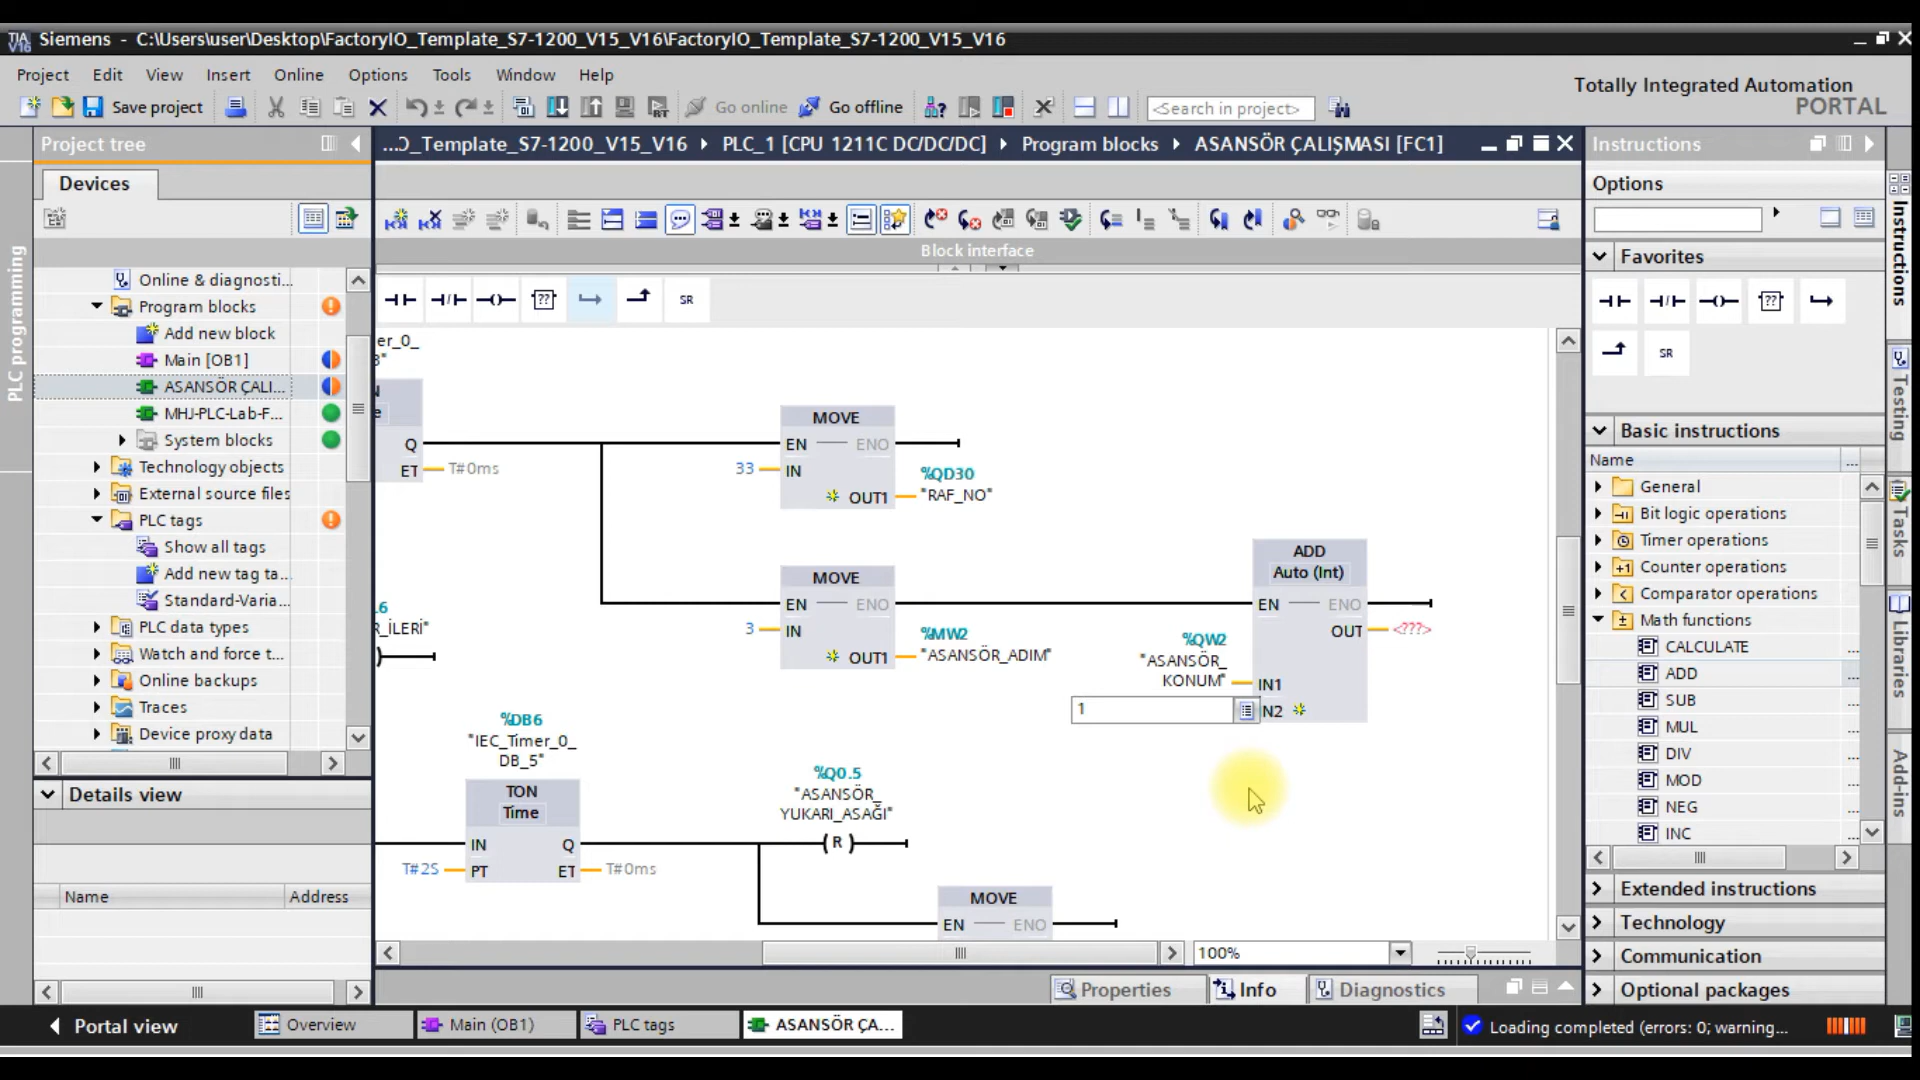 TIA
V16
Siemens - C:\Users\user\Desktop\FactoryIO_Template_S7-1200_V15_V16\FactoryIO_Template_S7-1200_V15_V16
Project Edit View Insert Online Options Tools Window Help
Totally Integrated Automation
PORTAL
Save project
Go online
Go offline
<Search in project>
Project tree
Devices
PLC programming
Online & diagnosti...
Program blocks
Add new block
Main [OB1]
ASANSÖR ÇALI...
MHJ-PLC-Lab-F...
System blocks
Technology objects
External source files
PLC tags
Show all tags
Add new tag ta...
Standard-Varia...
PLC data types
Watch and force t...
Online backups
Traces
Device proxy data
Details view
Name Address
...O_Template_S7-1200_V15_V16 PLC_1 [CPU 1211C DC/DC/DC] Program blocks ASANSÖR ÇALIŞMASI [FC1]
Block interface
??
SR
er_0_
Q
ET
T#0ms
MOVE
EN ENO
33 IN
OUT1
%QD30
"RAF_NO"
MOVE
EN ENO
3 IN
OUT1
%MW2
"ASANSÖR_ADIM"
ADD
Auto (Int)
EN ENO
OUT <???>
%QW2
"ASANSÖR_
KONUM"
IN1
1
N2
R_İLERİ"
%DB6
"IEC_Timer_0_
DB_5"
TON
Time
IN Q
T#2S PT
ET T#0ms
%Q0.5
"ASANSÖR_
YUKARI_ASAĞI"
R
MOVE
EN ENO
100%
Properties
Info
Diagnostics
Instructions
Options
Favorites
??
SR
Basic instructions
Name ...
General
Bit logic operations
Timer operations
Counter operations
Comparator operations
Math functions
CALCULATE ...
ADD ...
SUB ...
MUL ...
DIV ...
MOD ...
NEG ...
INC ...
Extended instructions
Technology
Communication
Optional packages
Instructions
Testing
Tasks
Libraries
Add-ins
Portal view
Overview
Main (OB1)
PLC tags
ASANSÖR ÇA...
Loading completed (errors: 0; warning...